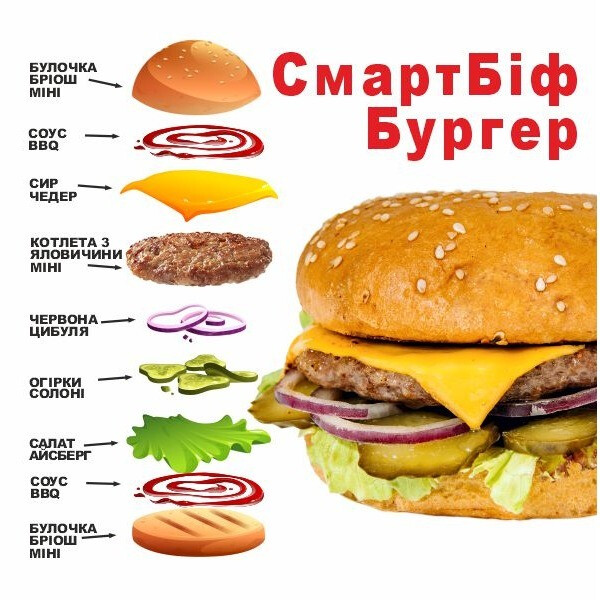 СмартБіф
Бургер
БУЛОЧКА
БРІОШ
МІНІ
СОУС
BBQ
СИР
ЧЕДЕР
КОТЛЕТА З
ЯЛОВИЧИНИ
МІНІ
ЧЕРВОНА
ЦИБУЛЯ
ОГІРКИ
СОЛОНІ
САЛАТ
АЙСБЕРГ
СОУС
BBQ
БУЛОЧКА
БРІОШ
МІНІ